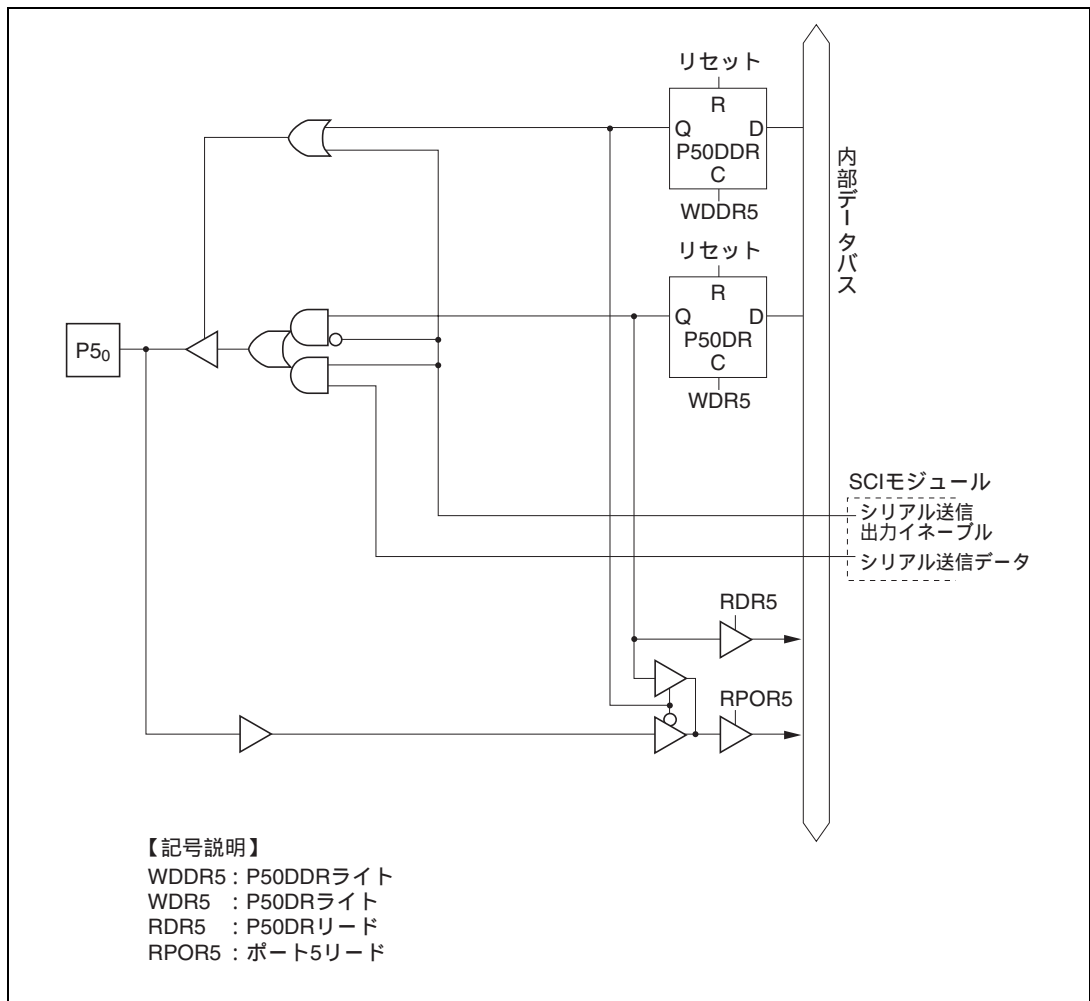 リセット
R
Q D
P50DDR
C
WDDR5
内部データバス
リセット
R
Q D
P50DR
C
WDR5
P5₀
SCIモジュール
シリアル送信
出力イネーブル
シリアル送信データ
RDR5
RPOR5
【記号説明】
WDDR5 : P50DDRライト
WDR5 : P50DRライト
RDR5 : P50DRリード
RPOR5 : ポート5リード